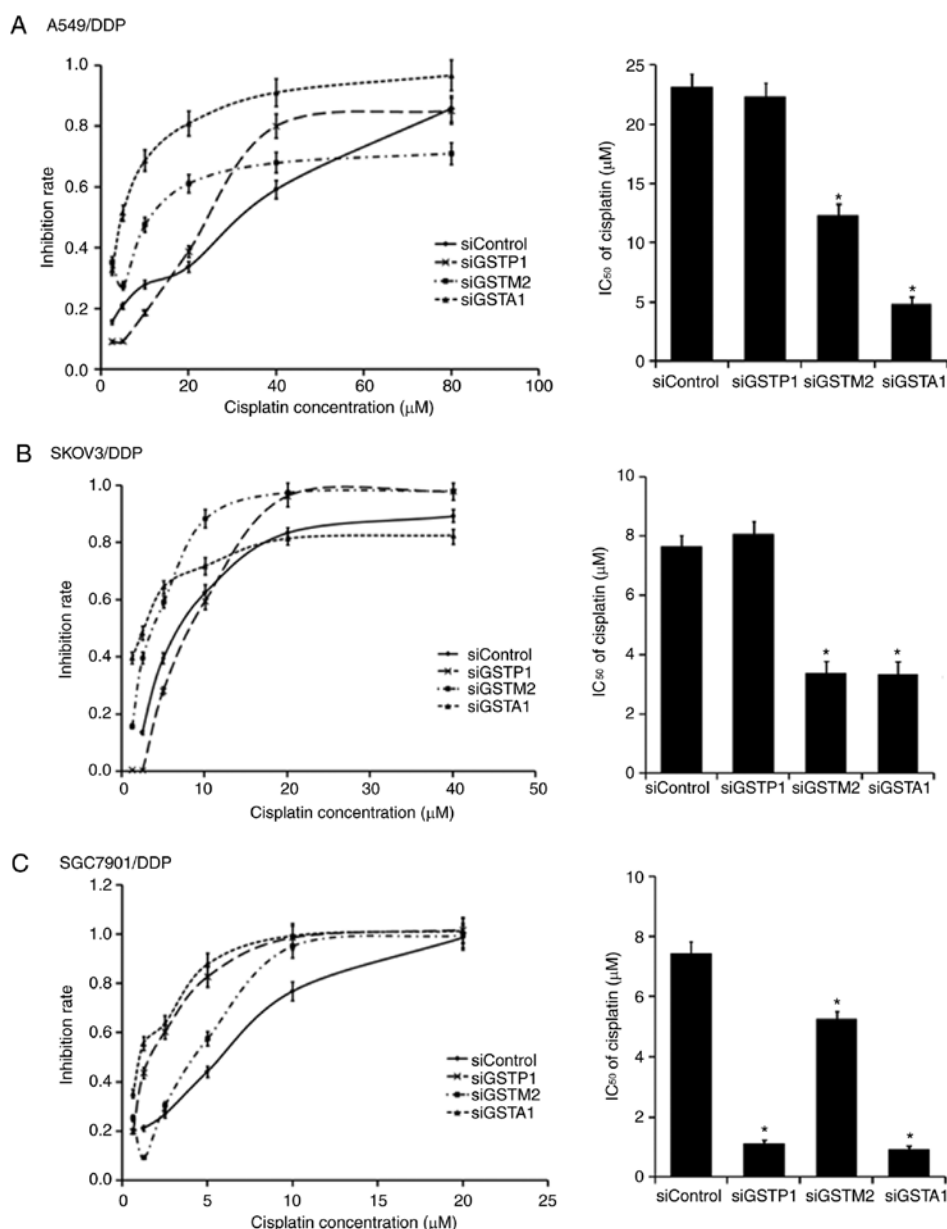 A A549/DDP
1.0
0.8
0.6
0.4
0.2
0.0
Inhibition rate
siControl
siGSTP1
siGSTM2
siGSTA1
0 20 40 60 80 100
Cisplatin concentration (μM)
25
20
15
10
5
0
IC50 of cisplatin (μM)
*
*
siControl siGSTP1 siGSTM2 siGSTA1
B SKOV3/DDP
1.0
0.8
0.6
0.4
0.2
0.0
Inhibition rate
siControl
siGSTP1
siGSTM2
siGSTA1
0 10 20 30 40 50
Cisplatin concentration (μM)
8
6
4
2
0
IC50 of cisplatin (μM)
* *
siControl siGSTP1 siGSTM2 siGSTA1
C SGC7901/DDP
1.2
1.0
0.8
0.6
0.4
0.2
0.0
Inhibition rate
siControl
siGSTP1
siGSTM2
siGSTA1
0 5 10 15 20 25
Cisplatin concentration (μM)
10
8
6
4
2
0
IC50 of cisplatin (μM)
*
*
*
siControl siGSTP1 siGSTM2 siGSTA1